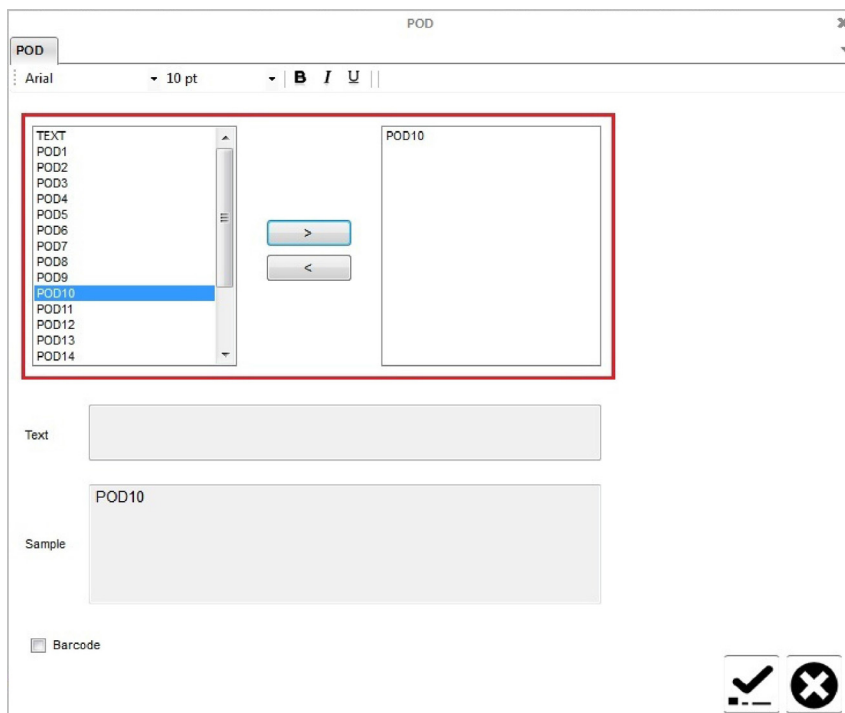 POD
POD
Arial 10 pt B I U
TEXT
POD1
POD2
POD3
POD4
POD5
POD6
POD7
POD8
POD9
POD10
POD11
POD12
POD13
POD14
>
<
POD10
Text
Sample
POD10
Barcode